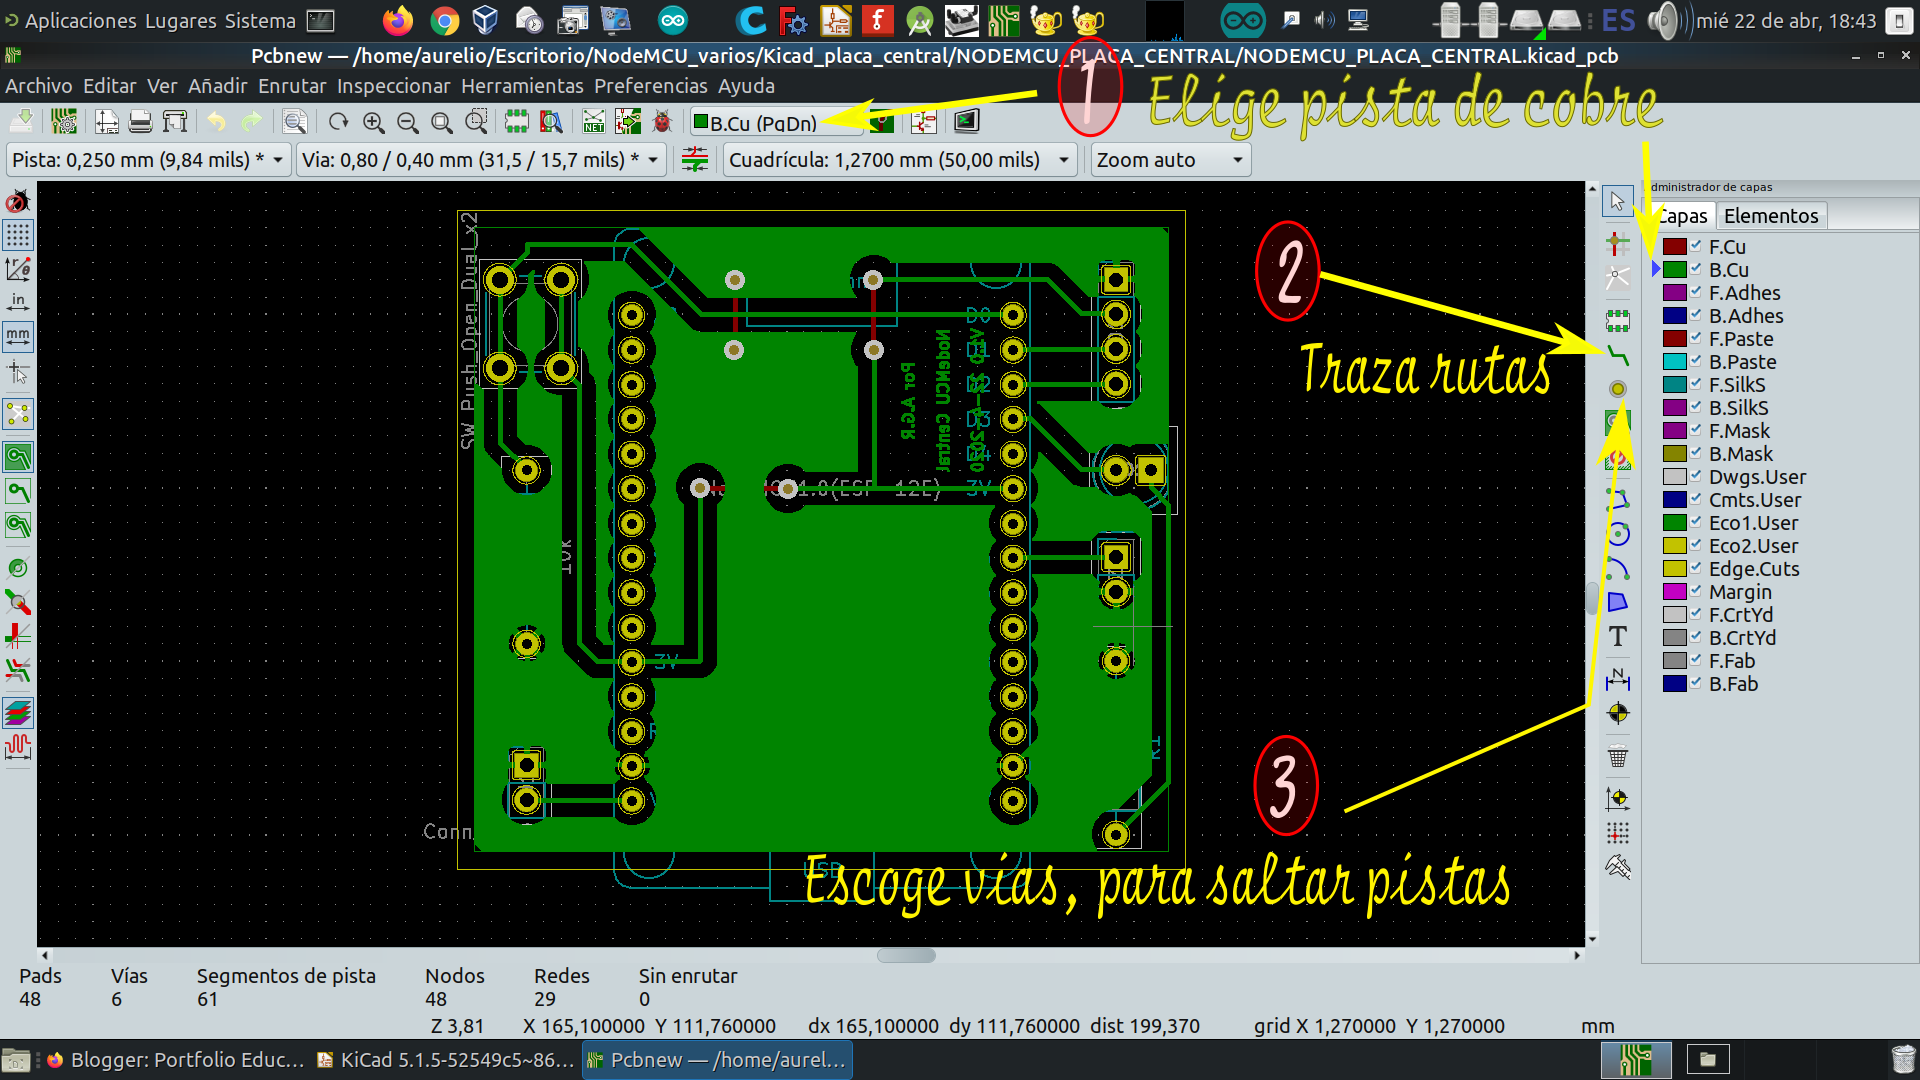 Aplicaciones Lugares Sistema
ES mié 22 de abr, 18:43
Pcbnew — /home/aurelio/Escritorio/NodeMCU_varios/Kicad_placa_central/NODEMCU_PLACA_CENTRAL/NODEMCU_PLACA_CENTRAL.kicad_pcb
Archivo Editar Ver Añadir Enrutar Inspeccionar Herramientas Preferencias Ayuda
1 Elige pista de cobre
NET
B.Cu (PgDn)
Pista: 0,250 mm (9,84 mils) *
Via: 0,80 / 0,40 mm (31,5 / 15,7 mils) *
Cuadrícula: 1,2700 mm (50,00 mils)
Zoom auto
in
mm
SW_Push_Open_Dual_x2
D3
3V
NodeMCU Central
Por A.G.R
10K
3V
R1
USB
Conn
2
Traza rutas
3
Escoge vías, para saltar pistas
T
N
administrador de capas
Capas Elementos
F.Cu
B.Cu
F.Adhes
B.Adhes
F.Paste
B.Paste
F.SilkS
B.SilkS
F.Mask
B.Mask
Dwgs.User
Cmts.User
Eco1.User
Eco2.User
Edge.Cuts
Margin
F.CrtYd
B.CrtYd
F.Fab
B.Fab
Pads Vías Segmentos de pista Nodos Redes Sin enrutar
48 6 61 48 29 0
Z 3,81 X 165,100000 Y 111,760000 dx 165,100000 dy 111,760000 dist 199,370 grid X 1,270000 Y 1,270000 mm
Blogger: Portfolio Educ...
KiCad 5.1.5-52549c5~86...
Pcbnew — /home/aurel...